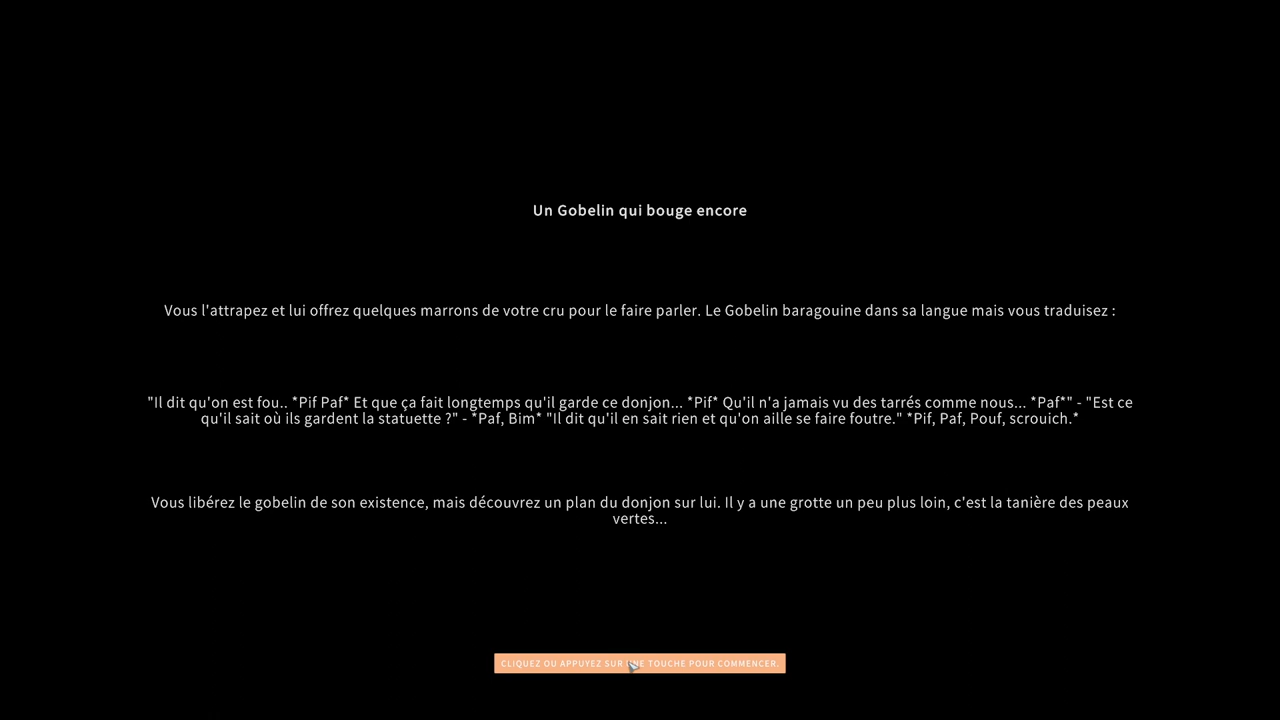 Un Gobelin qui bouge encore
Vous l'attrapez et lui offrez quelques marrons de votre cru pour le faire parler. Le Gobelin baragouine dans sa langue mais vous traduisez :
"Il dit qu'on est fou.. *Pif Paf* Et que ça fait longtemps qu'il garde ce donjon... *Pif* Qu'il n'a jamais vu des tarrés comme nous... *Paf*" - "Est ce
qu'il sait où ils gardent la statuette ?" - *Paf, Bim* "Il dit qu'il en sait rien et qu'on aille se faire foutre." *Pif, Paf, Pouf, scrouich.*
Vous libérez le gobelin de son existence, mais découvrez un plan du donjon sur lui. Il y a une grotte un peu plus loin, c'est la tanière des peaux
vertes...
CLIQUEZ OU APPUYEZ SUR UNE TOUCHE POUR COMMENCER.